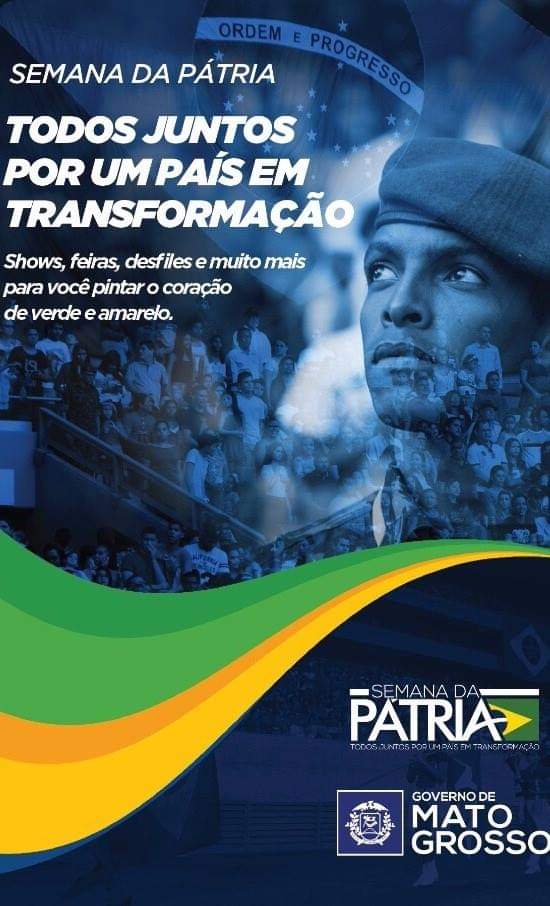 ORDEM E PROGRESSO
SEMANA DA PÁTRIA
TODOS JUNTOS
POR UM PAÍS EM
TRANSFORMAÇÃO
Shows, feiras, desfiles e muito mais
para você pintar o coração
de verde e amarelo.
SEMANA DA
PÁTRIA
TODOS JUNTOS POR UM PAÍS EM TRANSFORMAÇÃO
GOVERNO DE
MATO
GROSSO